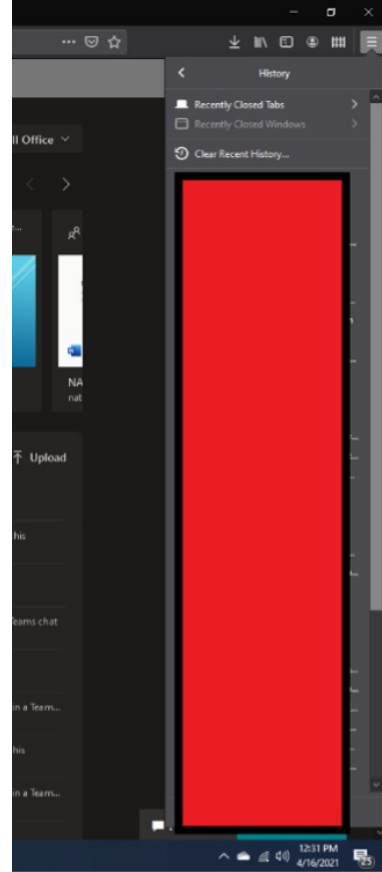 History
Recently Closed Tabs
Recently Closed Windows
Clear Recent History...
ll Office
NA
nat
Upload
his
Teams chat
in a Team...
his
in a Team...
12:31 PM
4/16/2021
25